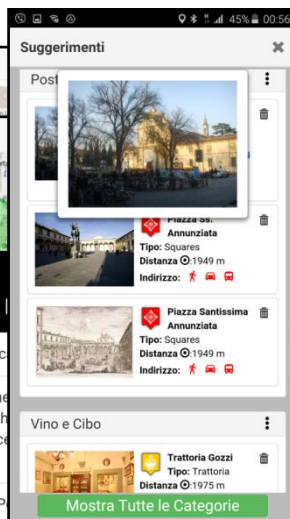 45% 00:56
Suggerimenti
Post
Piazza Ss.
Annunziata
Tipo: Squares
Distanza :1949 m
Indirizzo:
Piazza Santissima
Annunziata
Tipo: Squares
Distanza :1949 m
Indirizzo:
Vino e Cibo
Trattoria Gozzi
Tipo: Trattoria
Distanza :1975 m
Mostra Tutte le Categorie